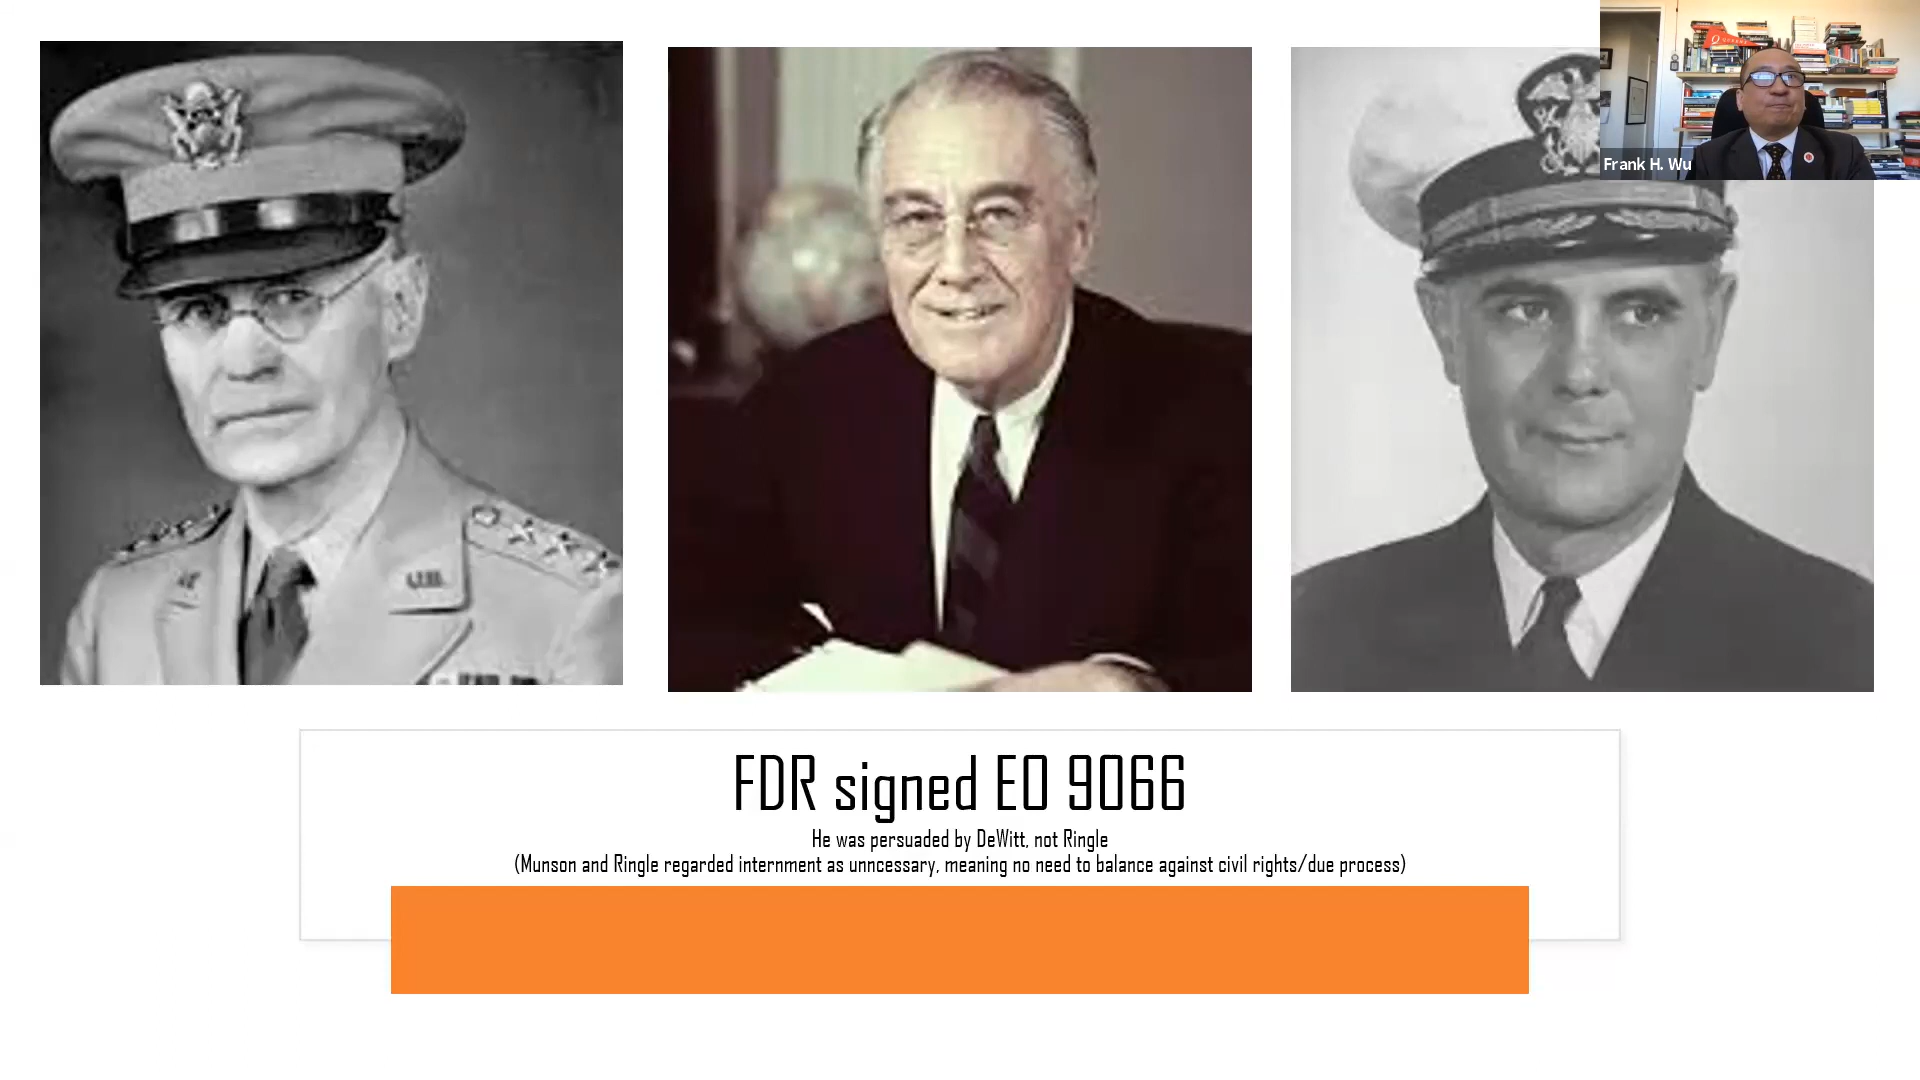 Frank H. Wu
FDR signed EO 9066
He was persuaded by DeWitt, not Ringle
(Munson and Ringle regarded internment as unncessary, meaning no need to balance against civil rights/due process)